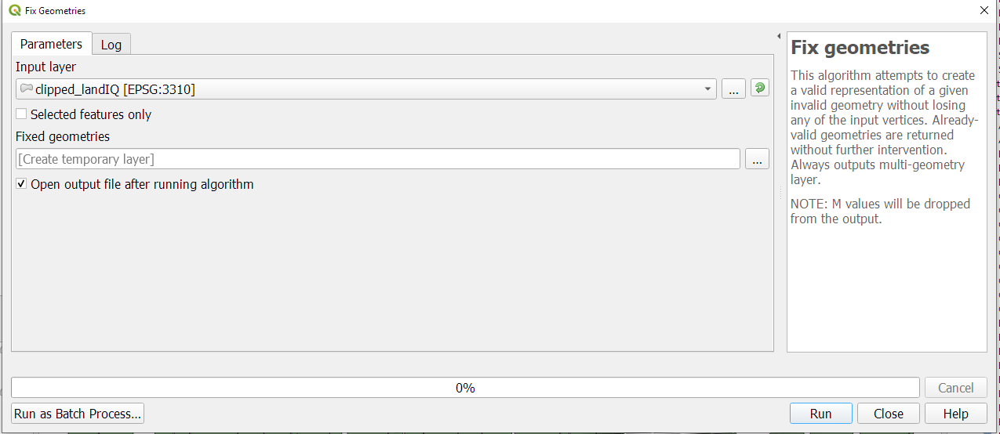 Fix Geometries
Parameters
Log
Input layer
clipped_landIQ [EPSG:3310]
...
Selected features only
Fixed geometries
[Create temporary layer]
...
Open output file after running algorithm
Fix geometries
This algorithm attempts to create
a valid representation of a given
invalid geometry without losing
any of the input vertices. Already-
valid geometries are returned
without further intervention.
Always outputs multi-geometry
layer.
NOTE: M values will be dropped
from the output.
0%
Cancel
Run as Batch Process...
Run
Close
Help